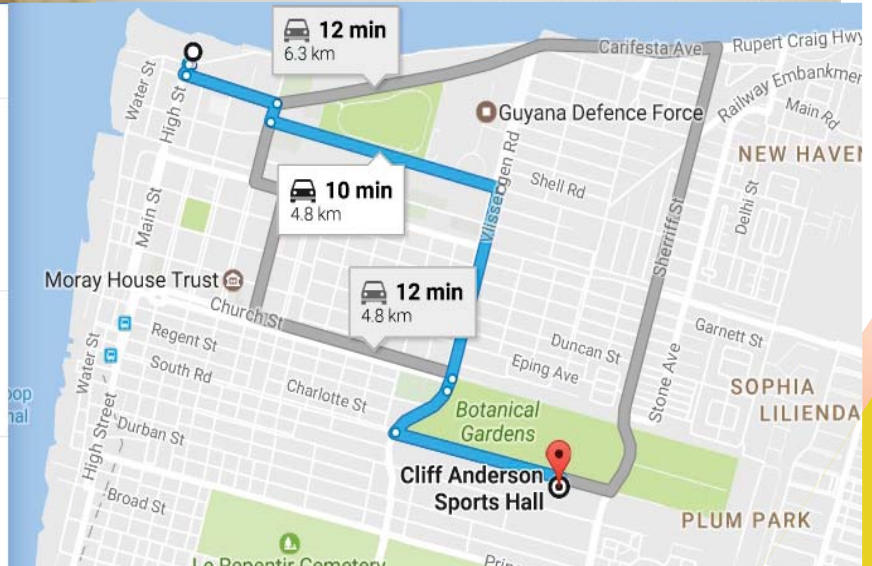 12 min
6.3 km
Carifesta Ave
Rupert Craig Hwy
Water St
High St
Guyana Defence Force
Railway Embankmen
Main Rd
NEW HAVEN
10 min
4.8 km
Vlissengen Rd
Shell Rd
Delhi St
Main St
Sherriff St
Moray House Trust
12 min
4.8 km
Church St
Regent St
Water St
South Rd
Duncan St
Garnett St
Eping Ave
Stone Ave
Charlotte St
SOPHIA
LILIENDA
Botanical
Gardens
High Street
Durban St
Cliff Anderson
Sports Hall
Broad St
PLUM PARK
Le Repentir Cemetery